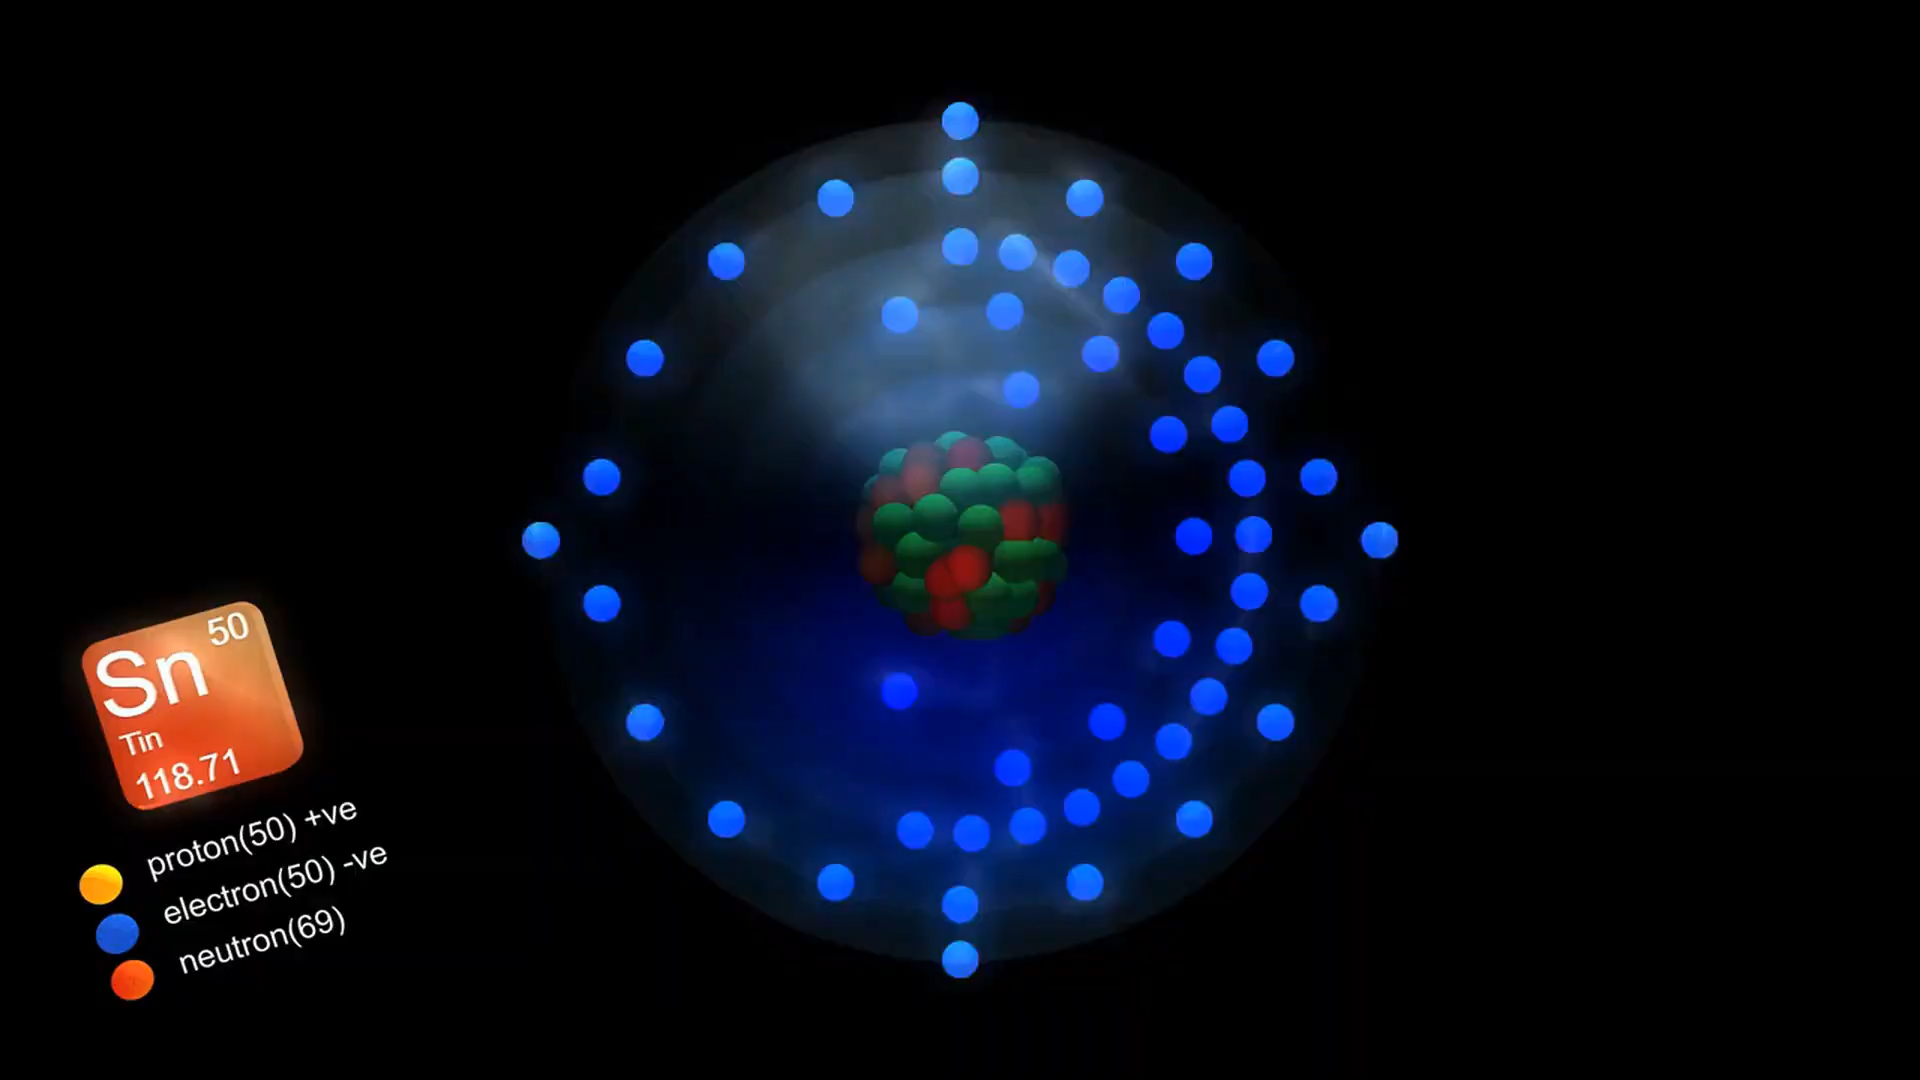 50
Sn
Tin
118.71
proton(50) +ve
electron(50) -ve
neutron(69)